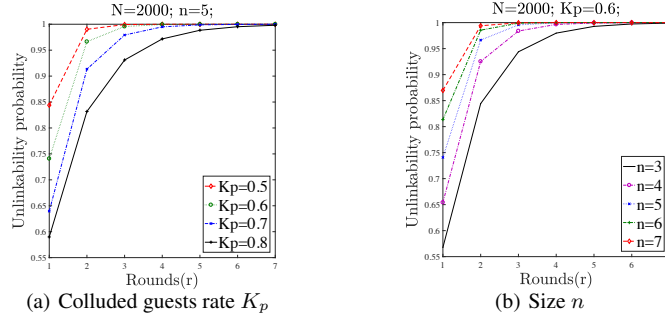 N=2000; n=5;
1
0.95
0.9
0.85
0.8
0.75
0.7
0.65
0.6
0.55
Unlinkability probability
Kp=0.5
Kp=0.6
Kp=0.7
Kp=0.8
1 2 3 4 5 6 7
Rounds(r)
(a) Colluded guests rate Kp
N=2000; Kp=0.6;
1
0.95
0.9
0.85
0.8
0.75
0.7
0.65
0.6
0.55
Unlinkability probability
n=3
n=4
n=5
n=6
n=7
1 2 3 4 5 6
Rounds(r)
(b) Size n